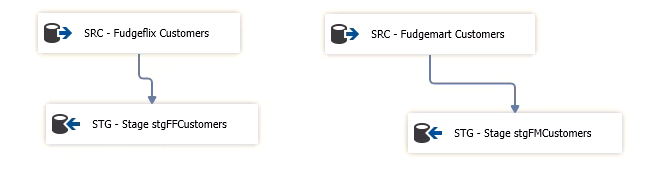 SRC - Fudgeflix Customers
SRC - Fudgemart Customers
STG - Stage stgFFCustomers
STG - Stage stgFMCustomers